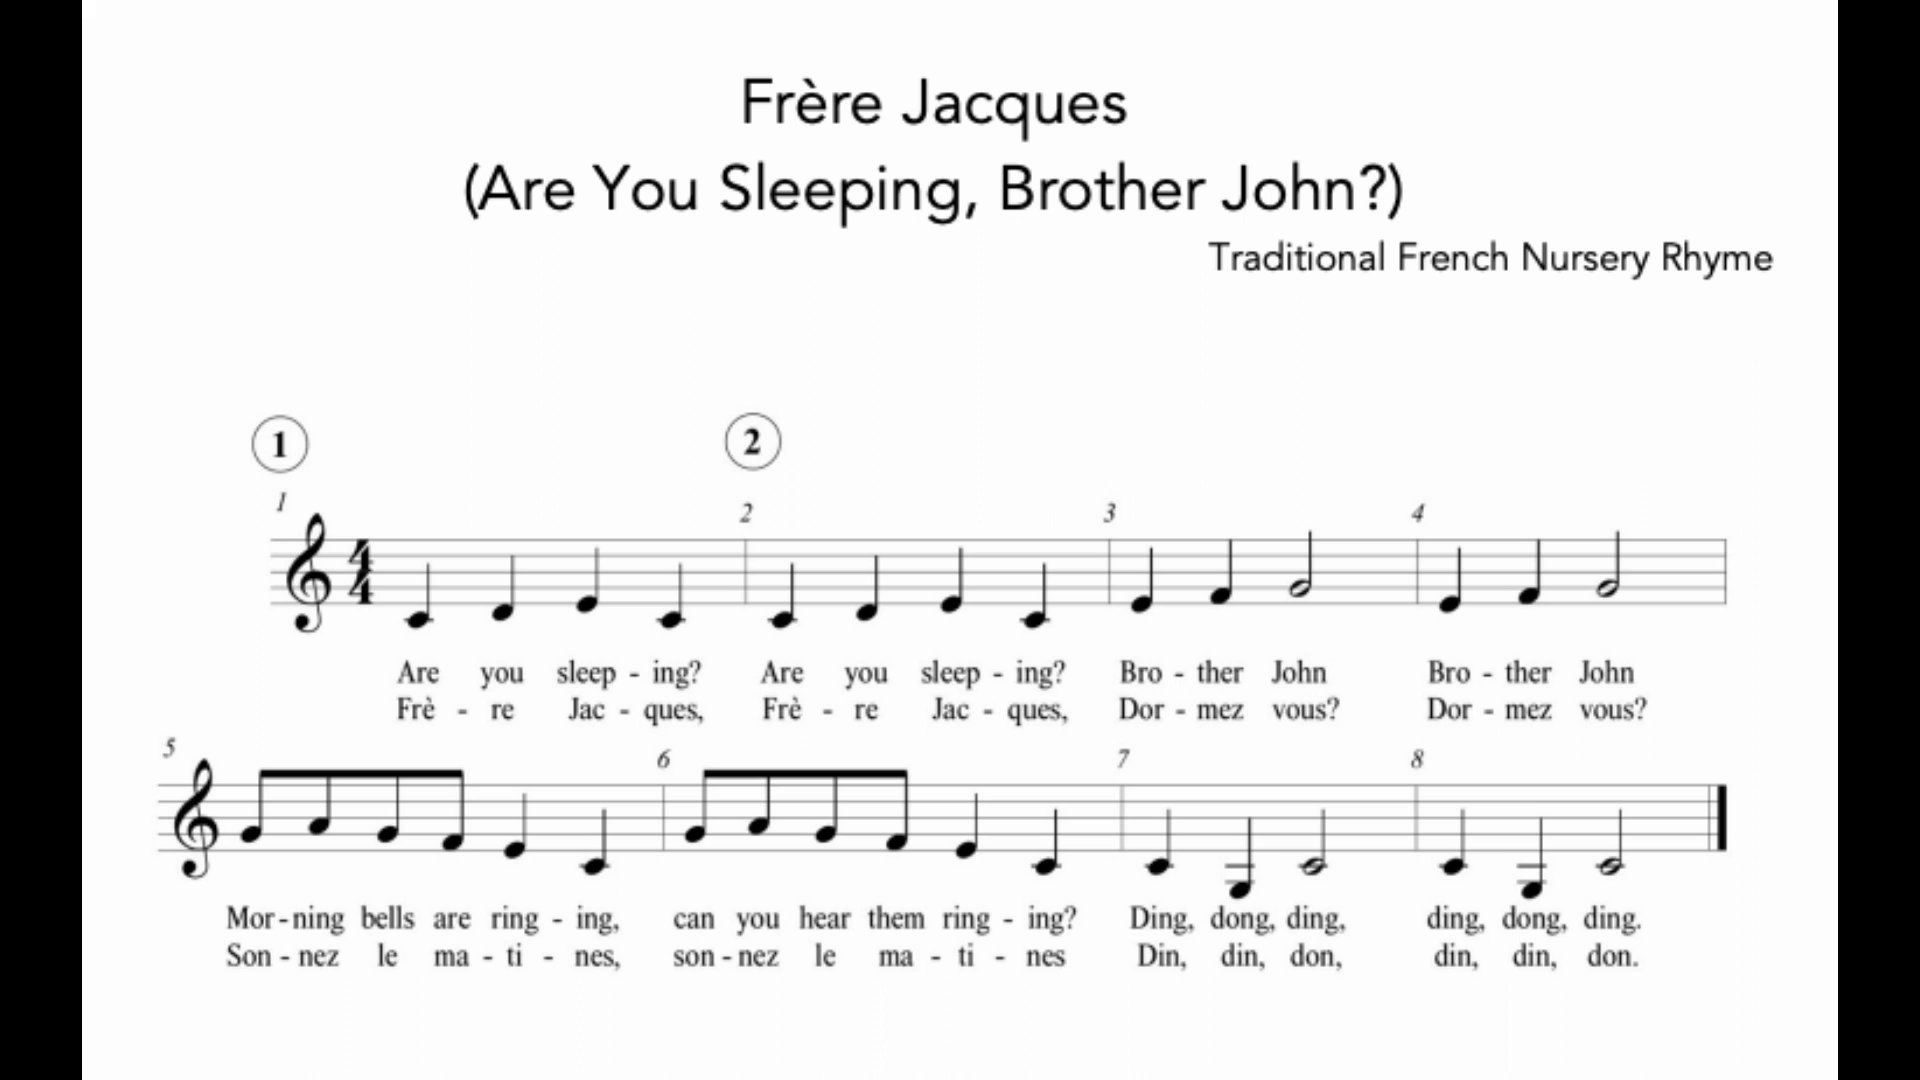 Frère Jacques
(Are You Sleeping, Brother John?)
Traditional French Nursery Rhyme
1 2
1 2 3 4
4
4
Are you sleep - ing? Are you sleep - ing? Bro - ther John Bro - ther John
Frè - re Jac - ques, Frè - re Jac - ques, Dor - mez vous? Dor - mez vous?
5 6 7 8
Mor - ning bells are ring - ing, can you hear them ring - ing? Ding, dong, ding, ding, dong, ding.
Son - nez le ma - ti - nes, son - nez le ma - ti - nes Din, din, don, din, din, don.